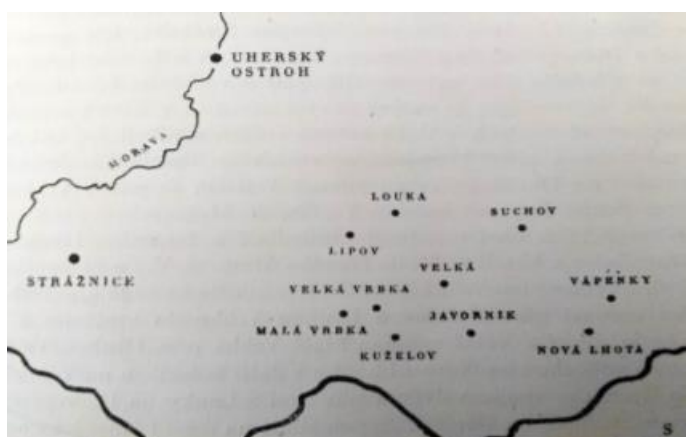 UHERSKÝ
OSTROH
MORAVA
LOUKA
SUCHOV
LIPOV
STRÁŽNICE
VELKÁ
VÁPĚNKY
VELKÁ VRBKA
MALÁ VRBKA
JAVORNÍK
KUŽELOV
NOVÁ LHOTA
S